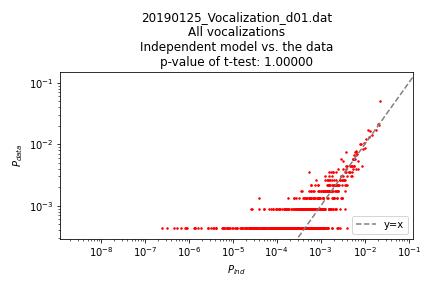 20190125_Vocalization_d01.dat
All vocalizations
Independent model vs. the data
p-value of t-test: 1.00000
10⁻¹
10⁻²
10⁻³
P_data
y=x
10⁻⁸ 10⁻⁷ 10⁻⁶ 10⁻⁵ 10⁻⁴ 10⁻³ 10⁻² 10⁻¹
P_ind